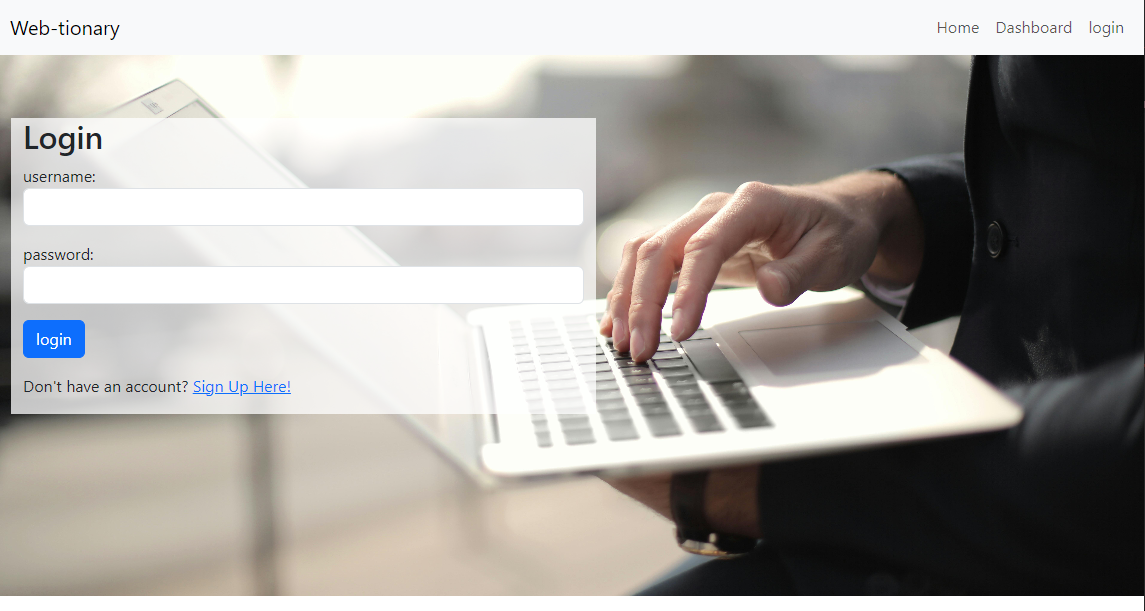 Web-tionary
Home Dashboard login
Login
username:
password:
login
Don't have an account? Sign Up Here!